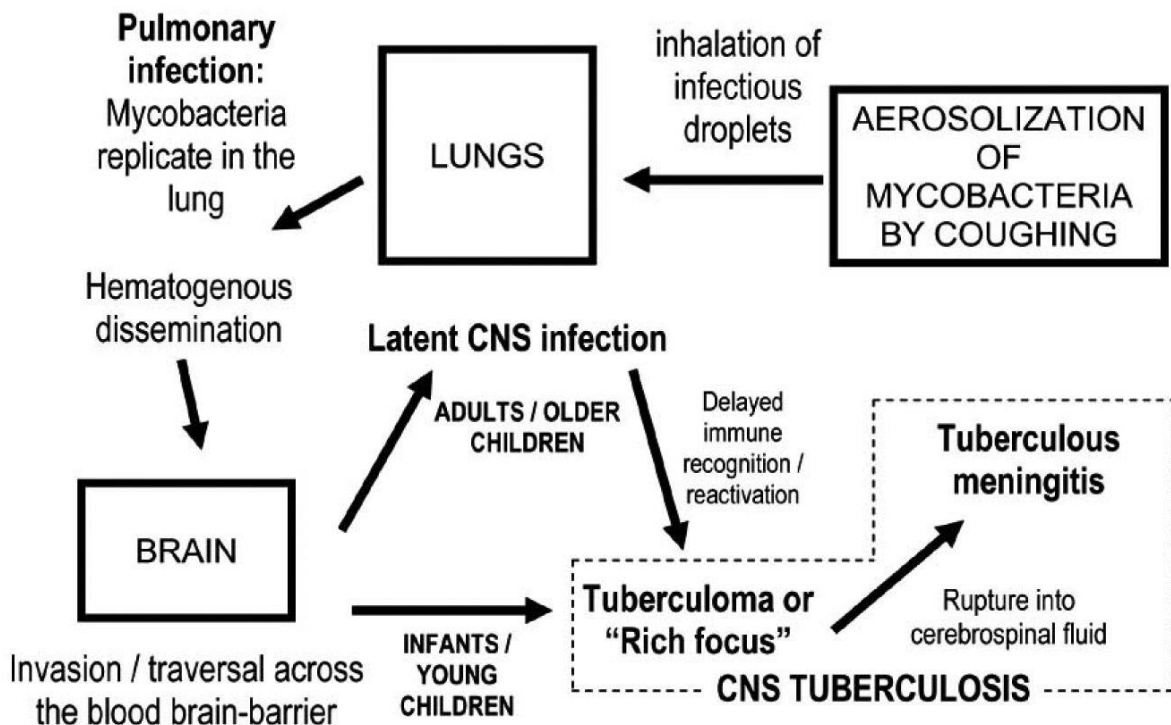 Pulmonary
infection:
Mycobacteria
replicate in the
lung
LUNGS
inhalation of
infectious
droplets
AEROSOLIZATION
OF
MYCOBACTERIA
BY COUGHING
Hematogenous
dissemination
Latent CNS infection
ADULTS / OLDER
CHILDREN
Delayed
immune
recognition /
reactivation
Tuberculous
meningitis
BRAIN
Invasion / traversal across
the blood brain-barrier
INFANTS /
YOUNG
CHILDREN
Tuberculoma or
“Rich focus”
Rupture into
cerebrospinal fluid
CNS TUBERCULOSIS